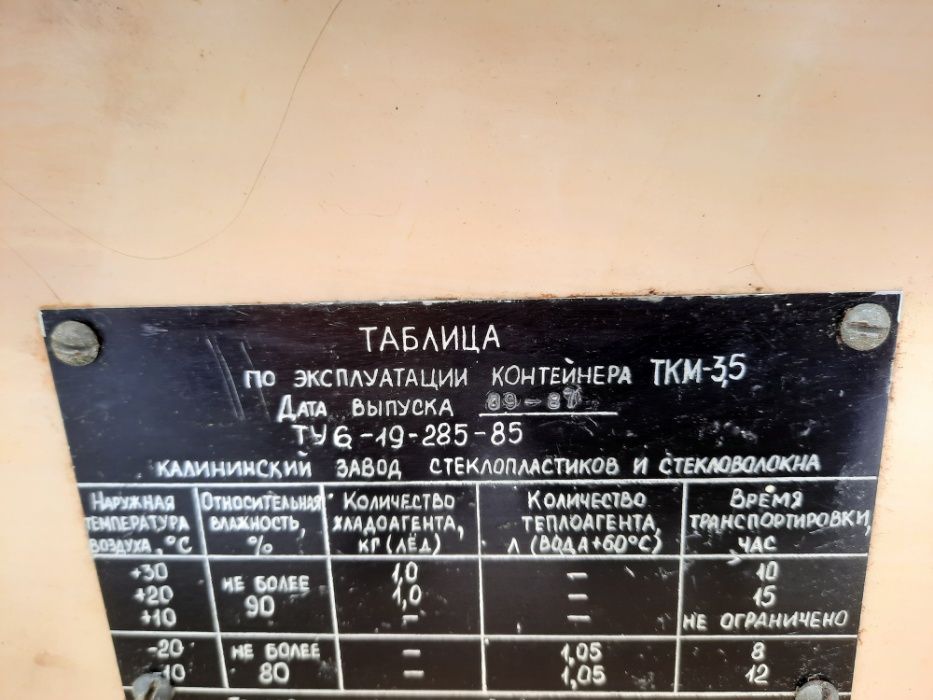 ТАБЛИЦА
ПО ЭКСПЛУАТАЦИИ КОНТЕЙНЕРА ТКМ-3,5
ДАТА ВЫПУСКА 09-87
ТУ 6-19-285-85
КАЛИНИНСКИЙ ЗАВОД СТЕКЛОПЛАСТИКОВ И СТЕКЛОВОЛОКНА
НАРУЖНАЯ ТЕМПЕРАТУРА ВОЗДУХА, °С
ОТНОСИТЕЛЬНАЯ ВЛАЖНОСТЬ, %
КОЛИЧЕСТВО ХЛАДОАГЕНТА, КГ (ЛЁД)
КОЛИЧЕСТВО ТЕПЛОАГЕНТА, Л (ВОДА+60°С)
ВРЕМЯ ТРАНСПОРТИРОВКИ, ЧАС
+30 НЕ БОЛЕЕ 1,0 — 10
+20 90 1,0 — 15
+10 — — НЕ ОГРАНИЧЕНО
-20 НЕ БОЛЕЕ — 1,05 8
-10 80 — 1,05 12